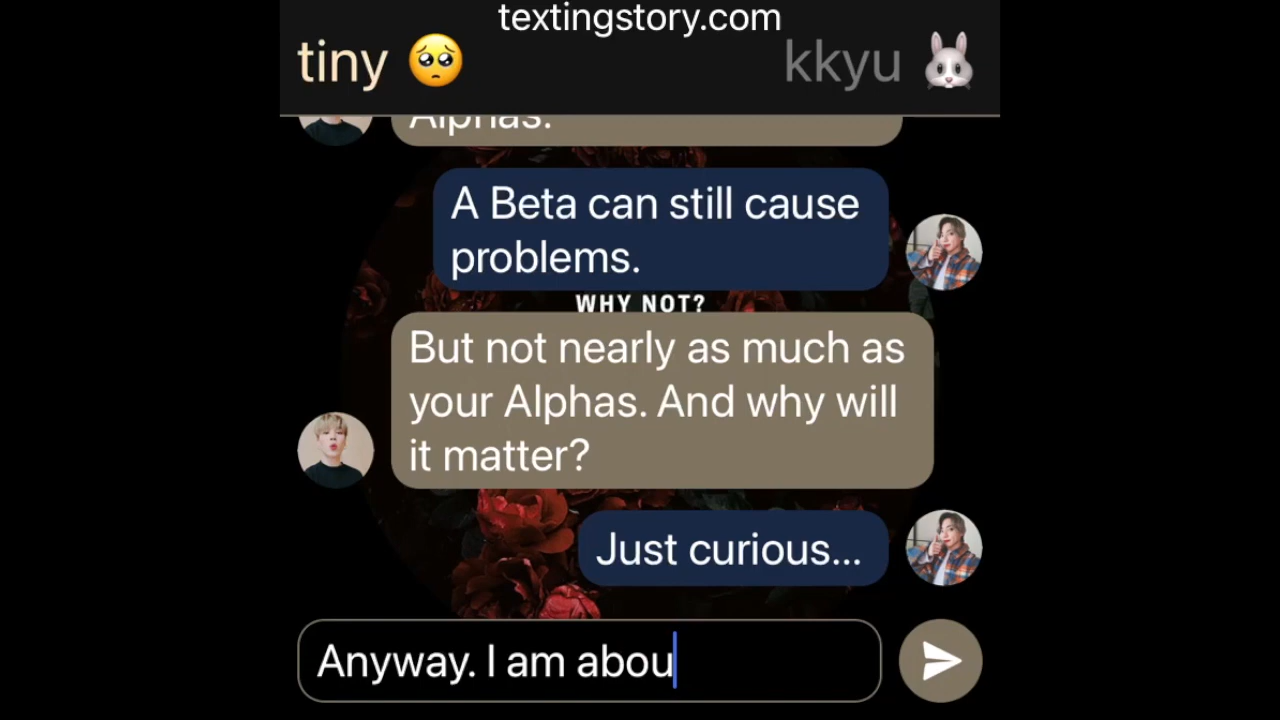 textingstory.com
tiny 🥺
kkyu 🐰
Alphas.
A Beta can still cause
problems.
WHY NOT?
But not nearly as much as
your Alphas. And why will
it matter?
Just curious...
Anyway. I am abou